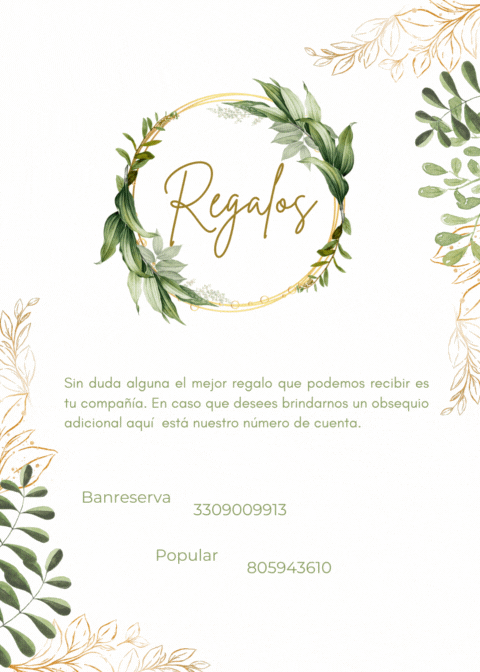 Regalos
Sin duda alguna el mejor regalo que podemos recibir es
tu compañía. En caso que desees brindarnos un obsequio
adicional aquí está nuestro número de cuenta.
Banreserva
3309009913
Popular
805943610